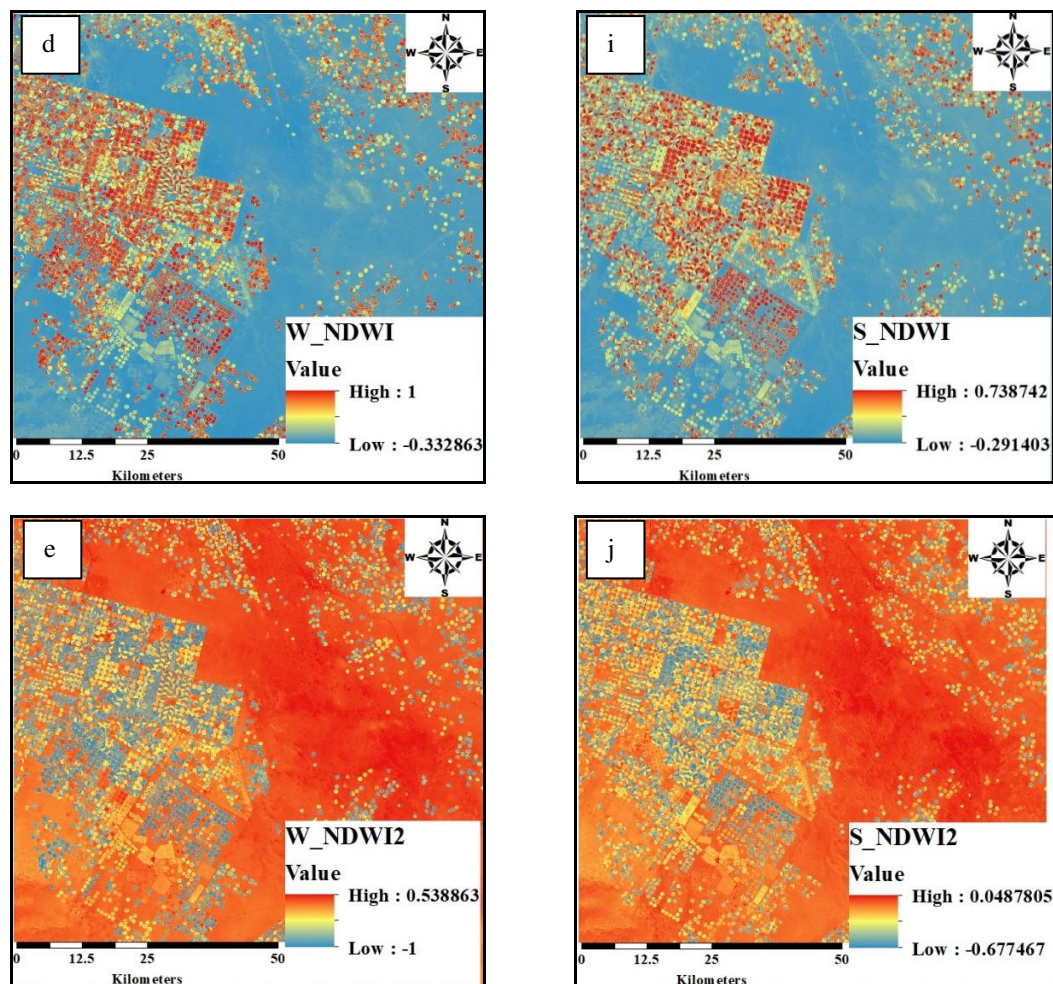 d
N
W E
S
W_NDWI
Value
High : 1
Low : -0.332863
0 12.5 25 50
Kilometers
i
N
W E
S
S_NDWI
Value
High : 0.738742
Low : -0.291403
0 12.5 25 50
Kilometers
e
N
W E
S
W_NDWI2
Value
High : 0.538863
Low : -1
0 12.5 25 50
Kilometers
j
N
W E
S
S_NDWI2
Value
High : 0.0487805
Low : -0.677467
0 12.5 25 50
Kilometers